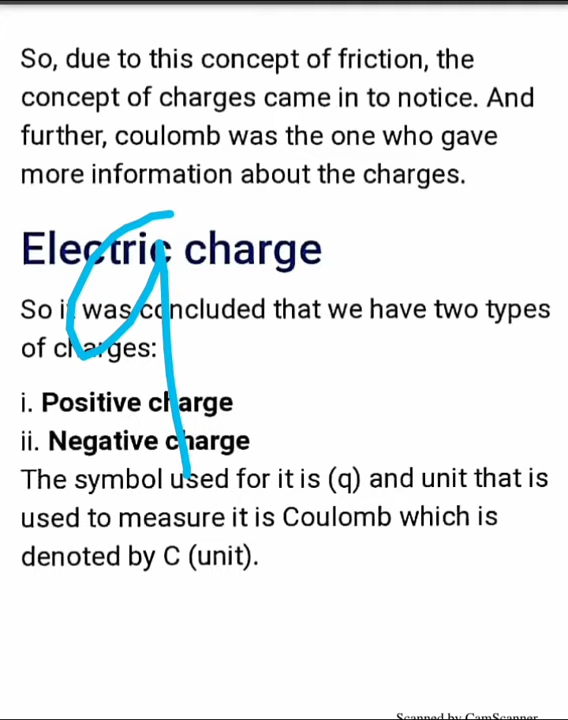 So, due to this concept of friction, the
concept of charges came in to notice. And
further, coulomb was the one who gave
more information about the charges.
Electric charge
q
So it was concluded that we have two types
of charges:
i. Positive charge
ii. Negative charge
The symbol used for it is (q) and unit that is
used to measure it is Coulomb which is
denoted by C (unit).
Scanned by CamScanner